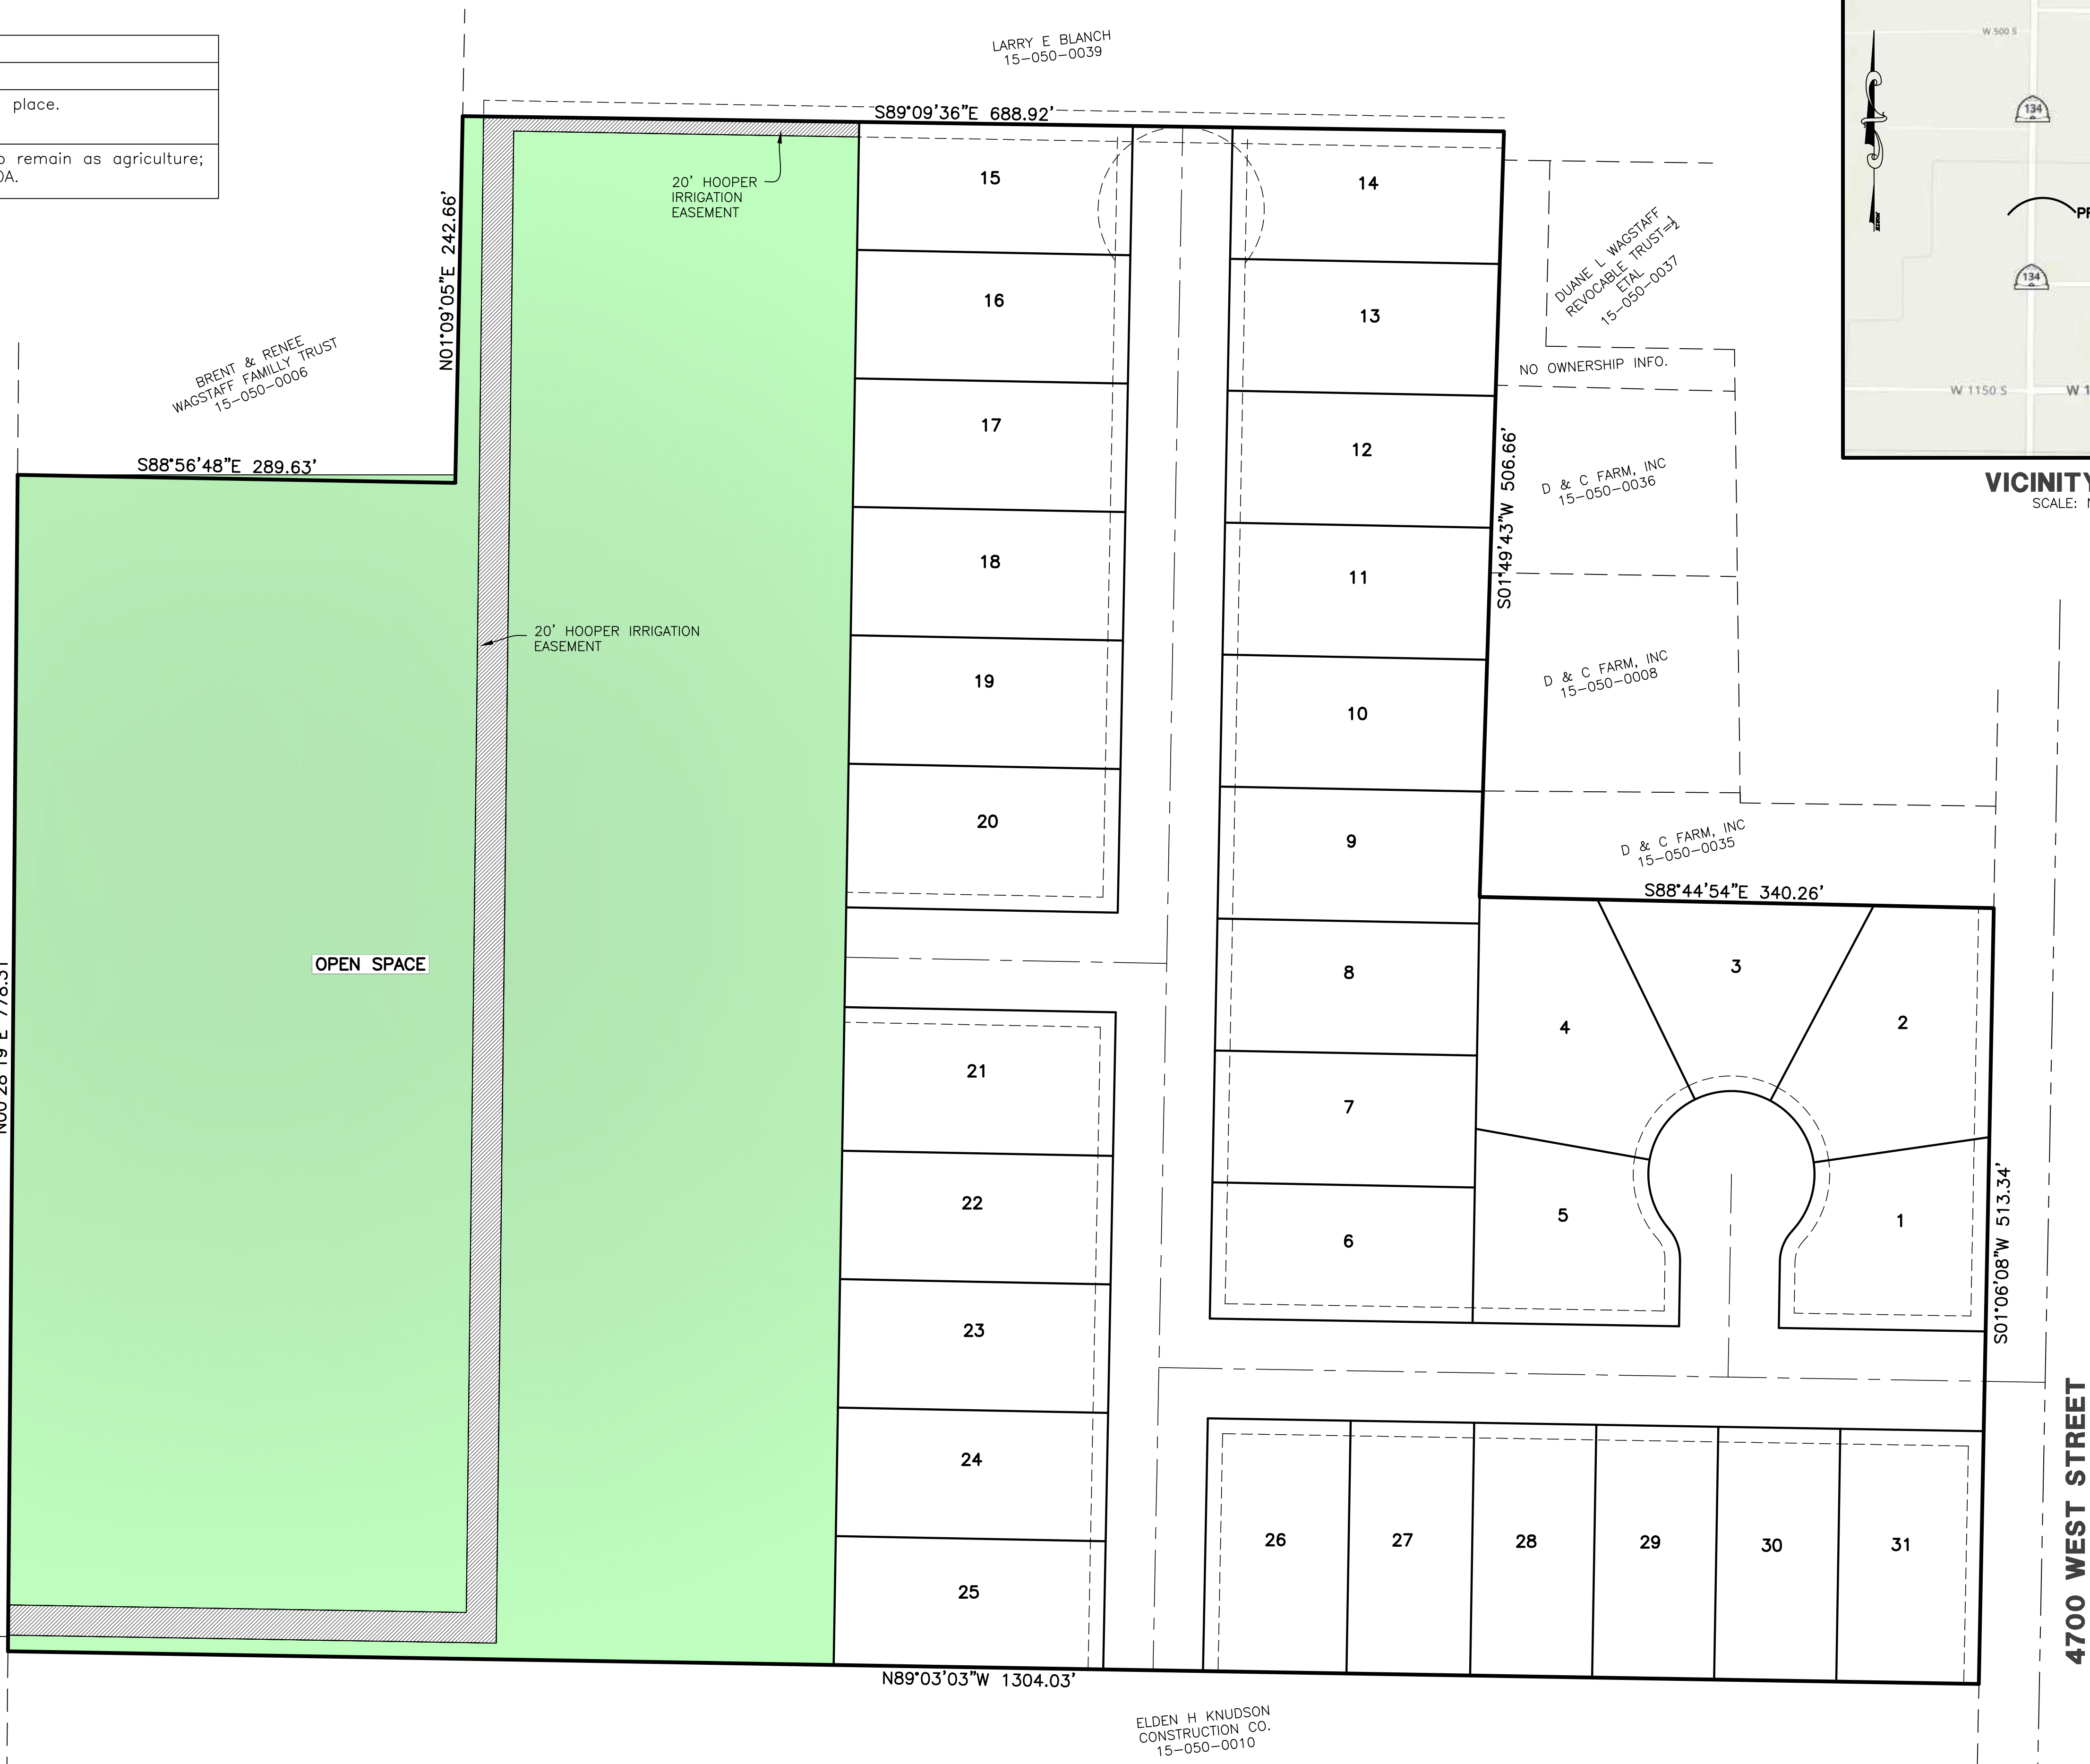 place.
remain as agriculture;
LARRY E BLANCH
15-050-0039
S89°09'36"E 688.92'
20' HOOPER
IRRIGATION
EASEMENT
N01°09'05"E 242.66'
BRENT & RENEE
WAGSTAFF FAMILLY TRUST
15-050-0006
S88°56'48"E 289.63'
20' HOOPER IRRIGATION
EASEMENT
OPEN SPACE
15
16
17
18
19
20
21
22
23
24
25
14
13
12
11
10
9
8
7
6
DUANE L WAGSTAFF
REVOCABLE TRUST=½
ETAL
15-050-0037
NO OWNERSHIP INFO.
S01°49'43"W 506.66'
D & C FARM, INC
15-050-0036
D & C FARM, INC
15-050-0008
D & C FARM, INC
15-050-0035
S88°44'54"E 340.26'
4
3
2
5
1
S01°06'08"W 513.34'
26
27
28
29
30
31
4700 WEST STREET
N89°03'03"W 1304.03'
ELDEN H KNUDSON
CONSTRUCTION CO.
15-050-0010
W 500 S
134
134
W 1150 S
VICINITY
SCALE: